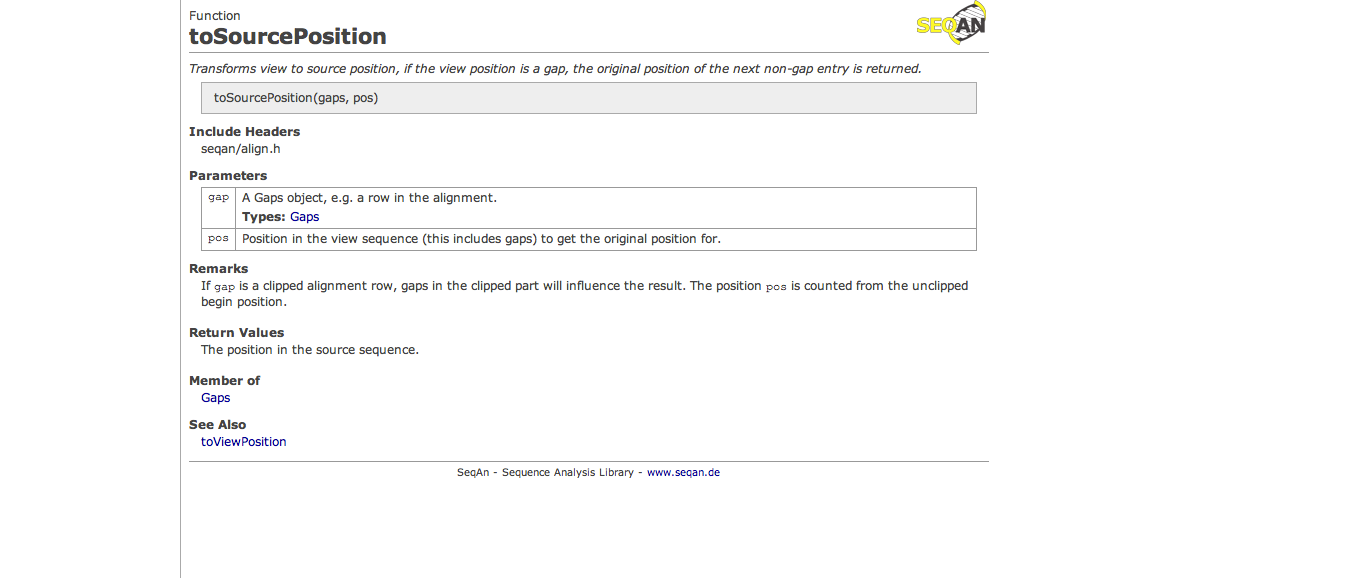 Function
SEQAN
toSourcePosition
Transforms view to source position, if the view position is a gap, the original position of the next non-gap entry is returned.
toSourcePosition(gaps, pos)
Include Headers
seqan/align.h
Parameters
gap A Gaps object, e.g. a row in the alignment.
Types: Gaps
pos Position in the view sequence (this includes gaps) to get the original position for.
Remarks
If gap is a clipped alignment row, gaps in the clipped part will influence the result. The position pos is counted from the unclipped
begin position.
Return Values
The position in the source sequence.
Member of
Gaps
See Also
toViewPosition
SeqAn - Sequence Analysis Library - www.seqan.de